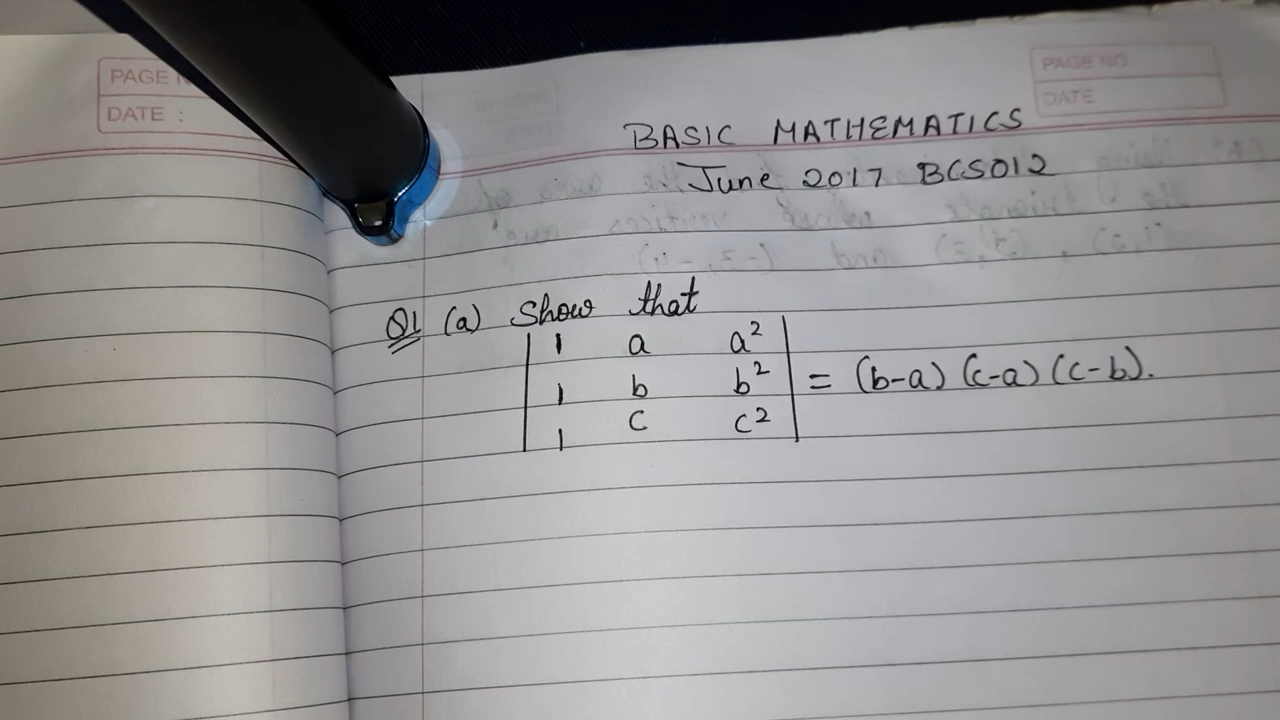 PAGE N
DATE :
PAGE NO
DATE
BASIC MATHEMATICS
June 2017 BCS012
Q1 (a) Show that
1 a a²
1 b b² = (b-a) (c-a) (c-b).
1 c c²